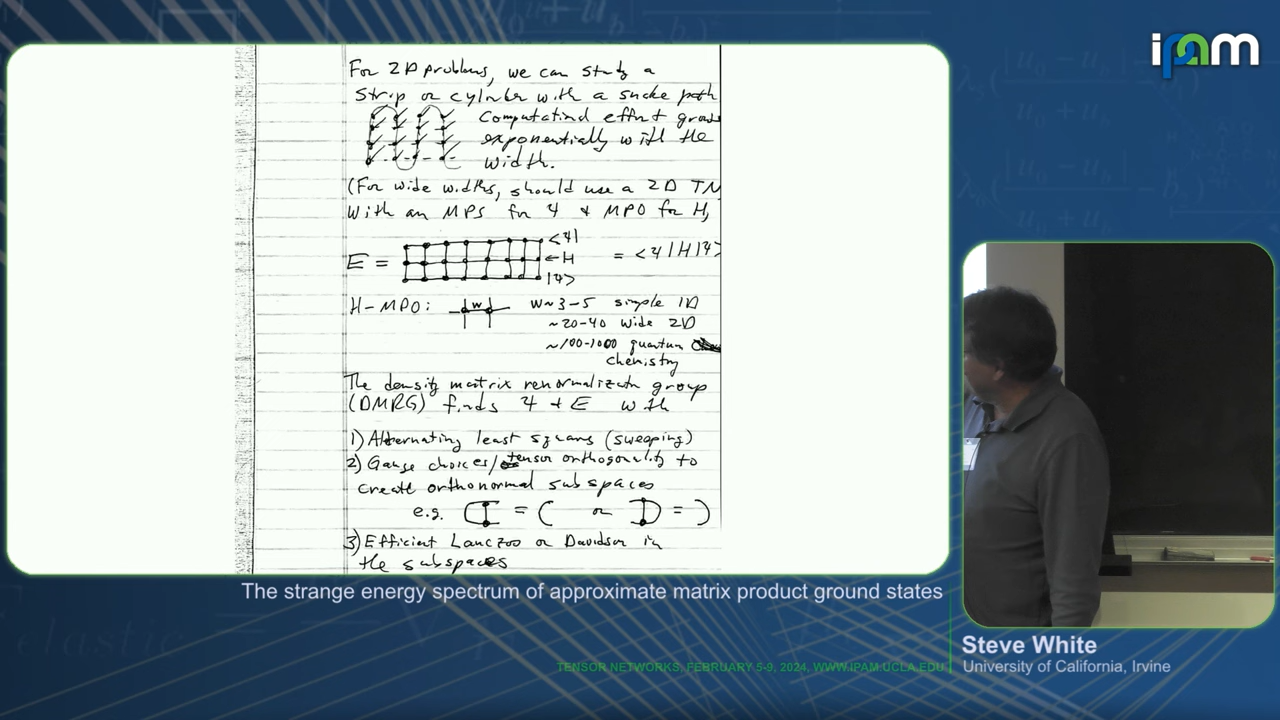 ipam
For 2D problems, we can study a
strip or cylinder with a snake path
Computational effort grows
exponentially with the
width.
(For wide widths, should use a 2D TN
With an MPS for ψ & MPO for H,
E = <ψ| ← H |ψ> = <ψ|H|ψ>
H-MPO: w w~3-5 simple 1D
~20-40 wide 2D
~100-1000 quantum
chemistry
The density matrix renormalizatn group
(DMRG) finds ψ & E with
1) Alternating least squares (sweeping)
2) Gauge choices/tensor orthogonality to
create orthonormal subspaces
e.g. = or =
3) Efficient Lanczos or Davidson in
the subspaces
The strange energy spectrum of approximate matrix product ground states
Steve White
University of California, Irvine
TENSOR NETWORKS, FEBRUARY 5-9, 2024, WWW.IPAM.UCLA.EDU